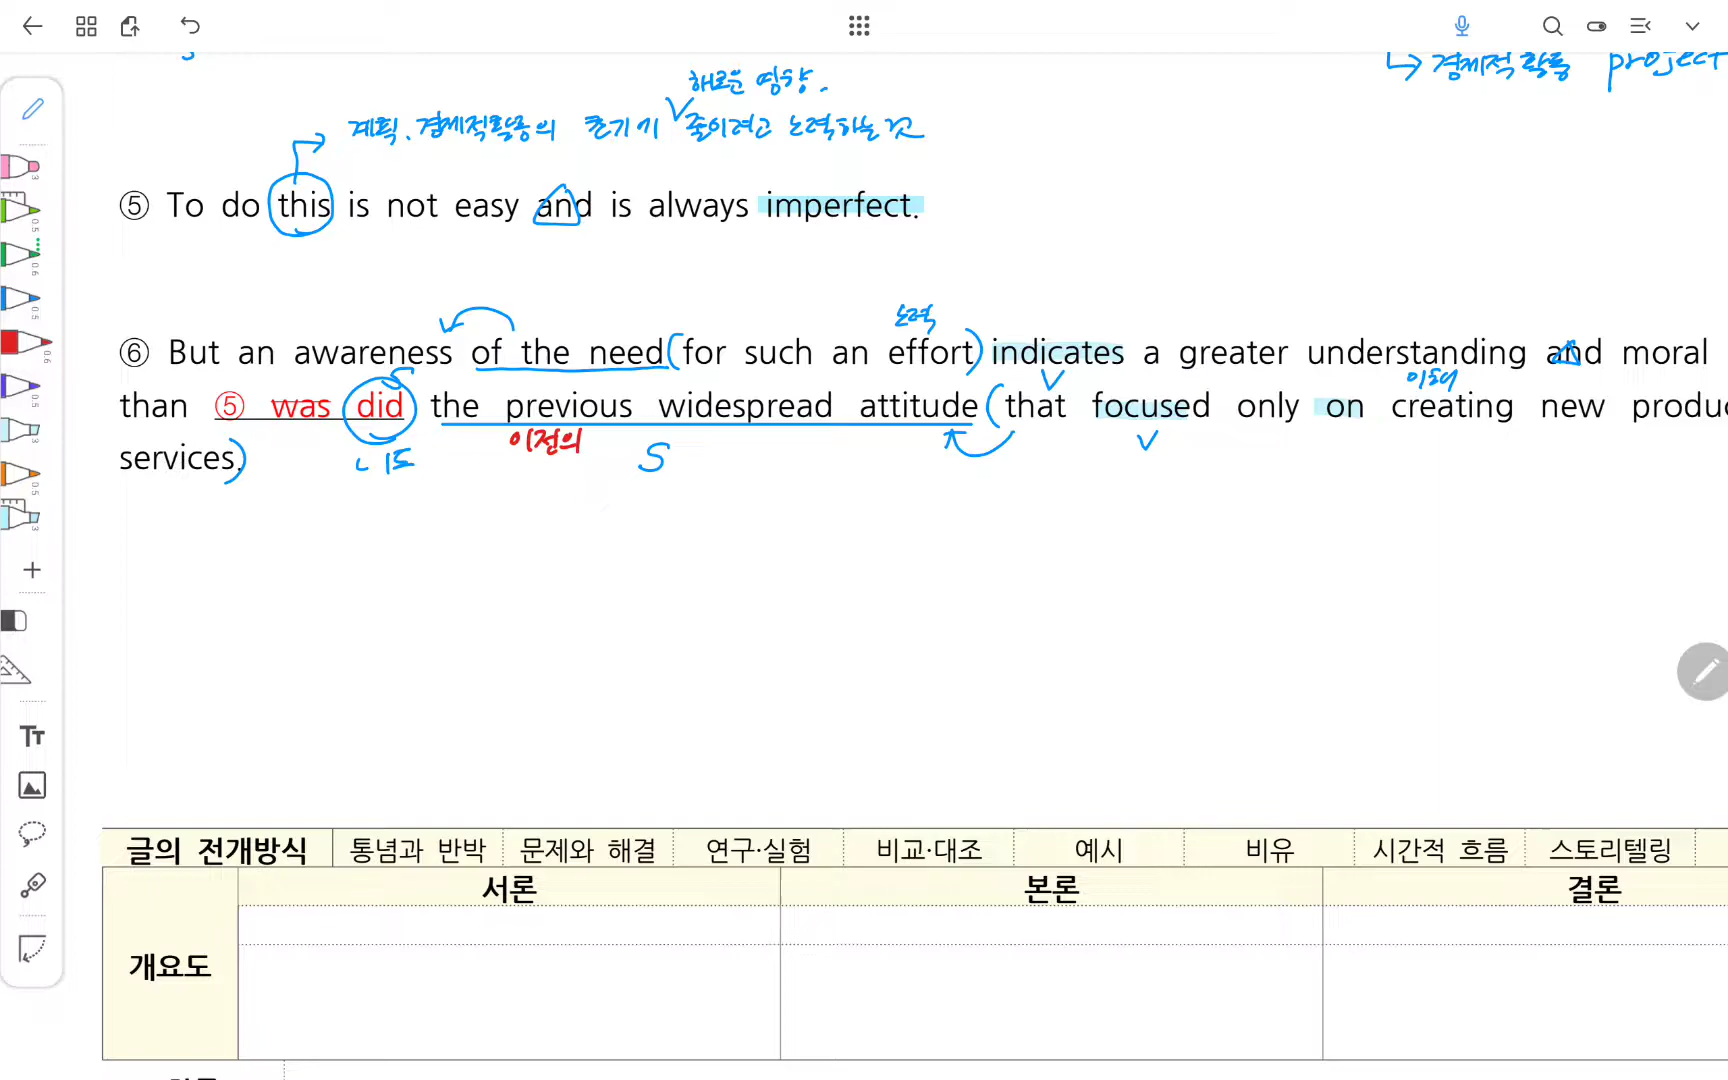 ↳ 경제적 활동 project
해로운 영향.
계획, 경제적활동의 흔기기 줄이려고 노력하는 것
⑤ To do this is not easy and is always imperfect.
노력
⑥ But an awareness of the need (for such an effort) indicates a greater understanding and moral
이해
than ⑤ was did the previous widespread attitude (that focused only on creating new
이전의 S
services.)
글의 전개방식 통념과 반박 문제와 해결 연구·실험 비교·대조 예시 비유 시간적 흐름 스토리텔링
서론 본론 결론
개요도